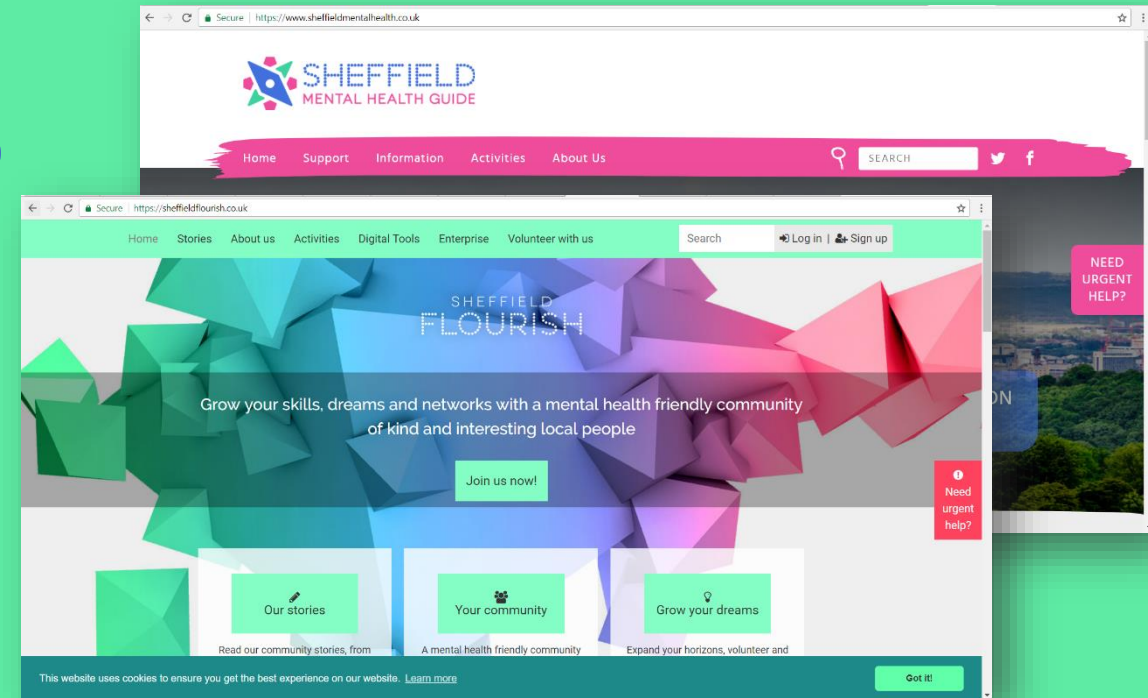 Secure https://www.sheffieldmentalhealth.co.uk
SHEFFIELD
MENTAL HEALTH GUIDE
Home Support Information Activities About Us SEARCH
NEED
URGENT
HELP?
ON
Secure https://sheffieldflourish.co.uk
Home Stories About us Activities Digital Tools Enterprise Volunteer with us Search Log in | Sign up
SHEFFIELD
FLOURISH
Grow your skills, dreams and networks with a mental health friendly community
of kind and interesting local people
Join us now!
Need
urgent
help?
Our stories Your community Grow your dreams
Read our community stories, from A mental health friendly community Expand your horizons, volunteer and
This website uses cookies to ensure you get the best experience on our website. Learn more Got it!